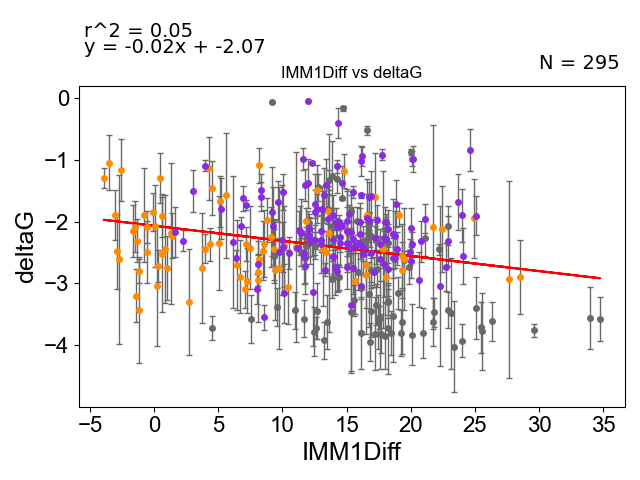 r^2 = 0.05
y = -0.02x + -2.07
N = 295
IMM1Diff vs deltaG
deltaG
0
−1
−2
−3
−4
−5 0 5 10 15 20 25 30 35
IMM1Diff